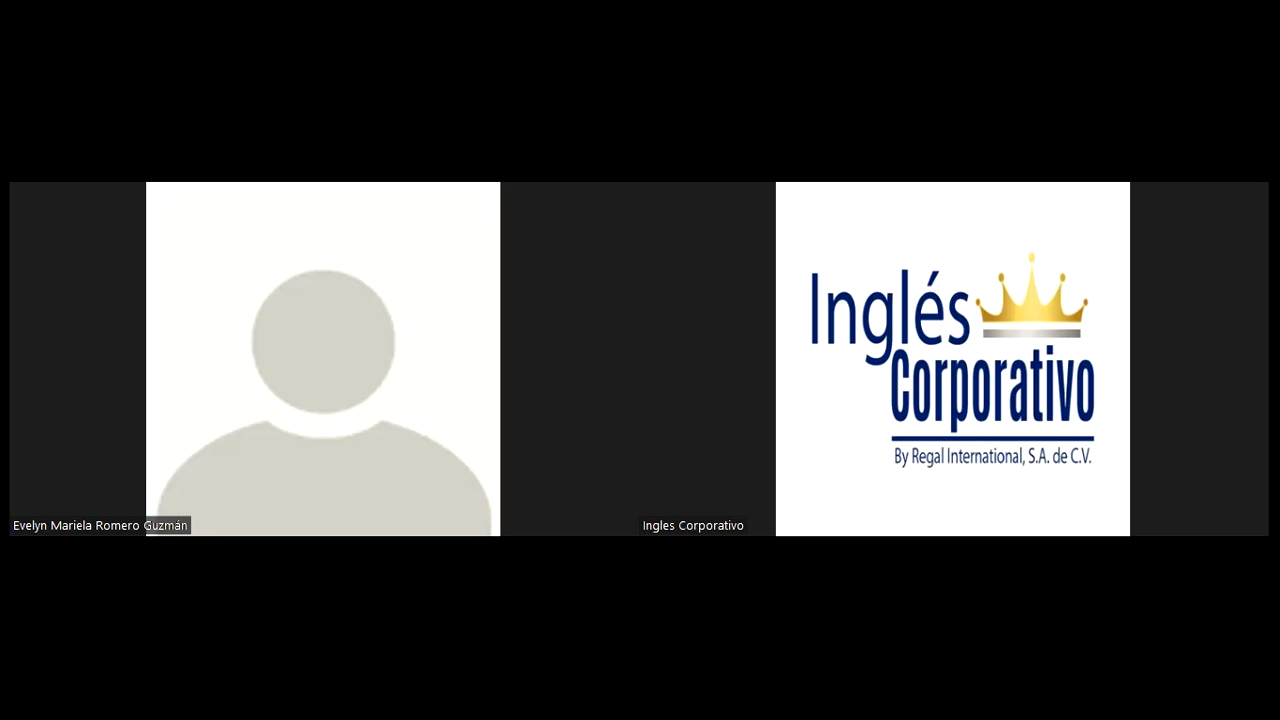 Inglés
Corporativo
By Regal International, S.A. de C.V.
Evelyn Mariela Romero Guzmán
Ingles Corporativo